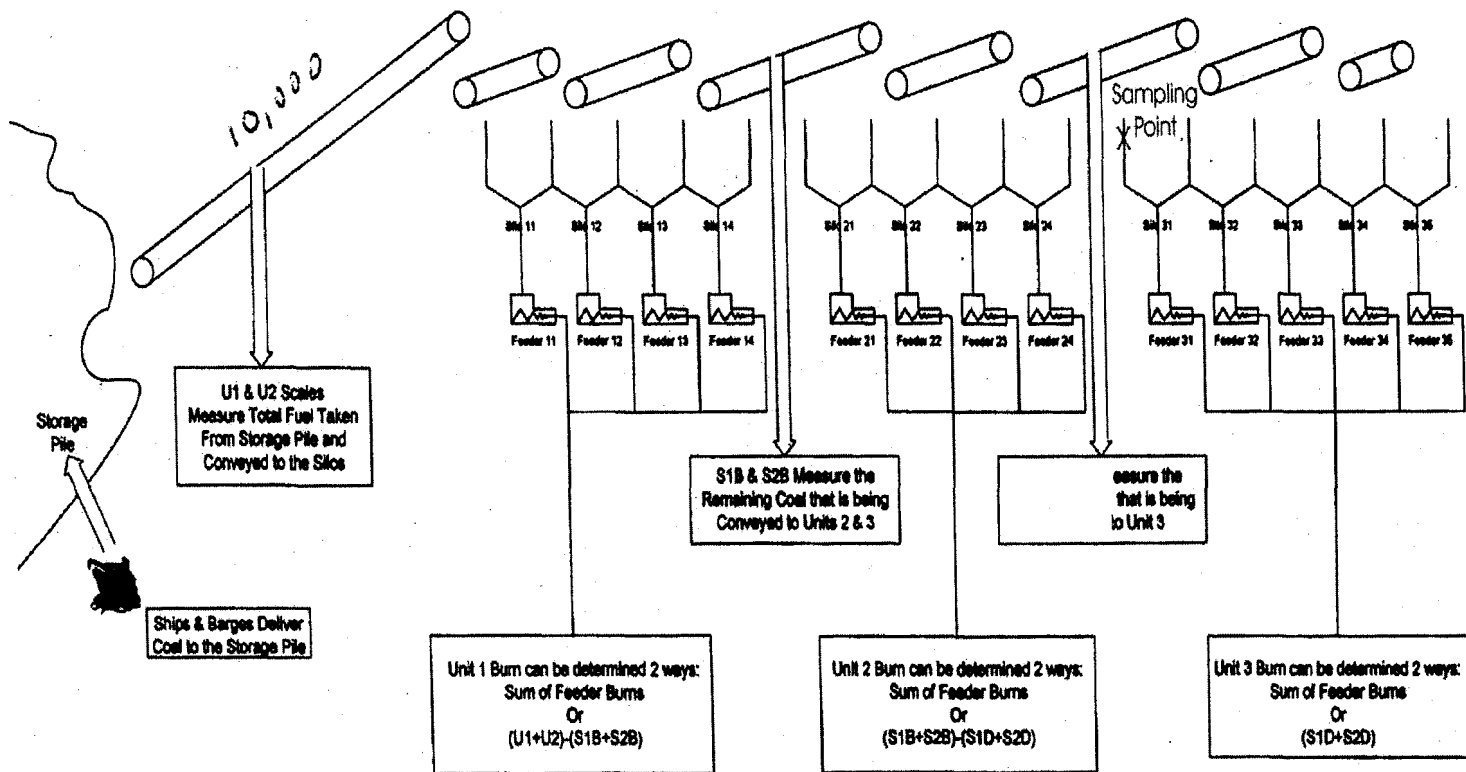 10,000
Sampling
Point
Silo 11
Silo 12
Silo 13
Silo 14
Silo 21
Silo 22
Silo 23
Silo 24
Silo 31
Silo 32
Silo 33
Silo 34
Silo 35
Feeder 11
Feeder 12
Feeder 13
Feeder 14
Feeder 21
Feeder 22
Feeder 23
Feeder 24
Feeder 31
Feeder 32
Feeder 33
Feeder 34
Feeder 35
U1 & U2 Scales
Measure Total Fuel Taken
From Storage Pile and
Conveyed to the Silos
Storage
Pile
S1B & S2B Measure the
Remaining Coal that is being
Conveyed to Units 2 & 3
easure the
that is being
to Unit 3
Ships & Barges Deliver
Coal to the Storage Pile
Unit 1 Burn can be determined 2 ways:
Sum of Feeder Burns
Or
(U1+U2)-(S1B+S2B)
Unit 2 Burn can be determined 2 ways:
Sum of Feeder Burns
Or
(S1B+S2B)-(S1D+S2D)
Unit 3 Burn can be determined 2 ways:
Sum of Feeder Burns
Or
(S1D+S2D)